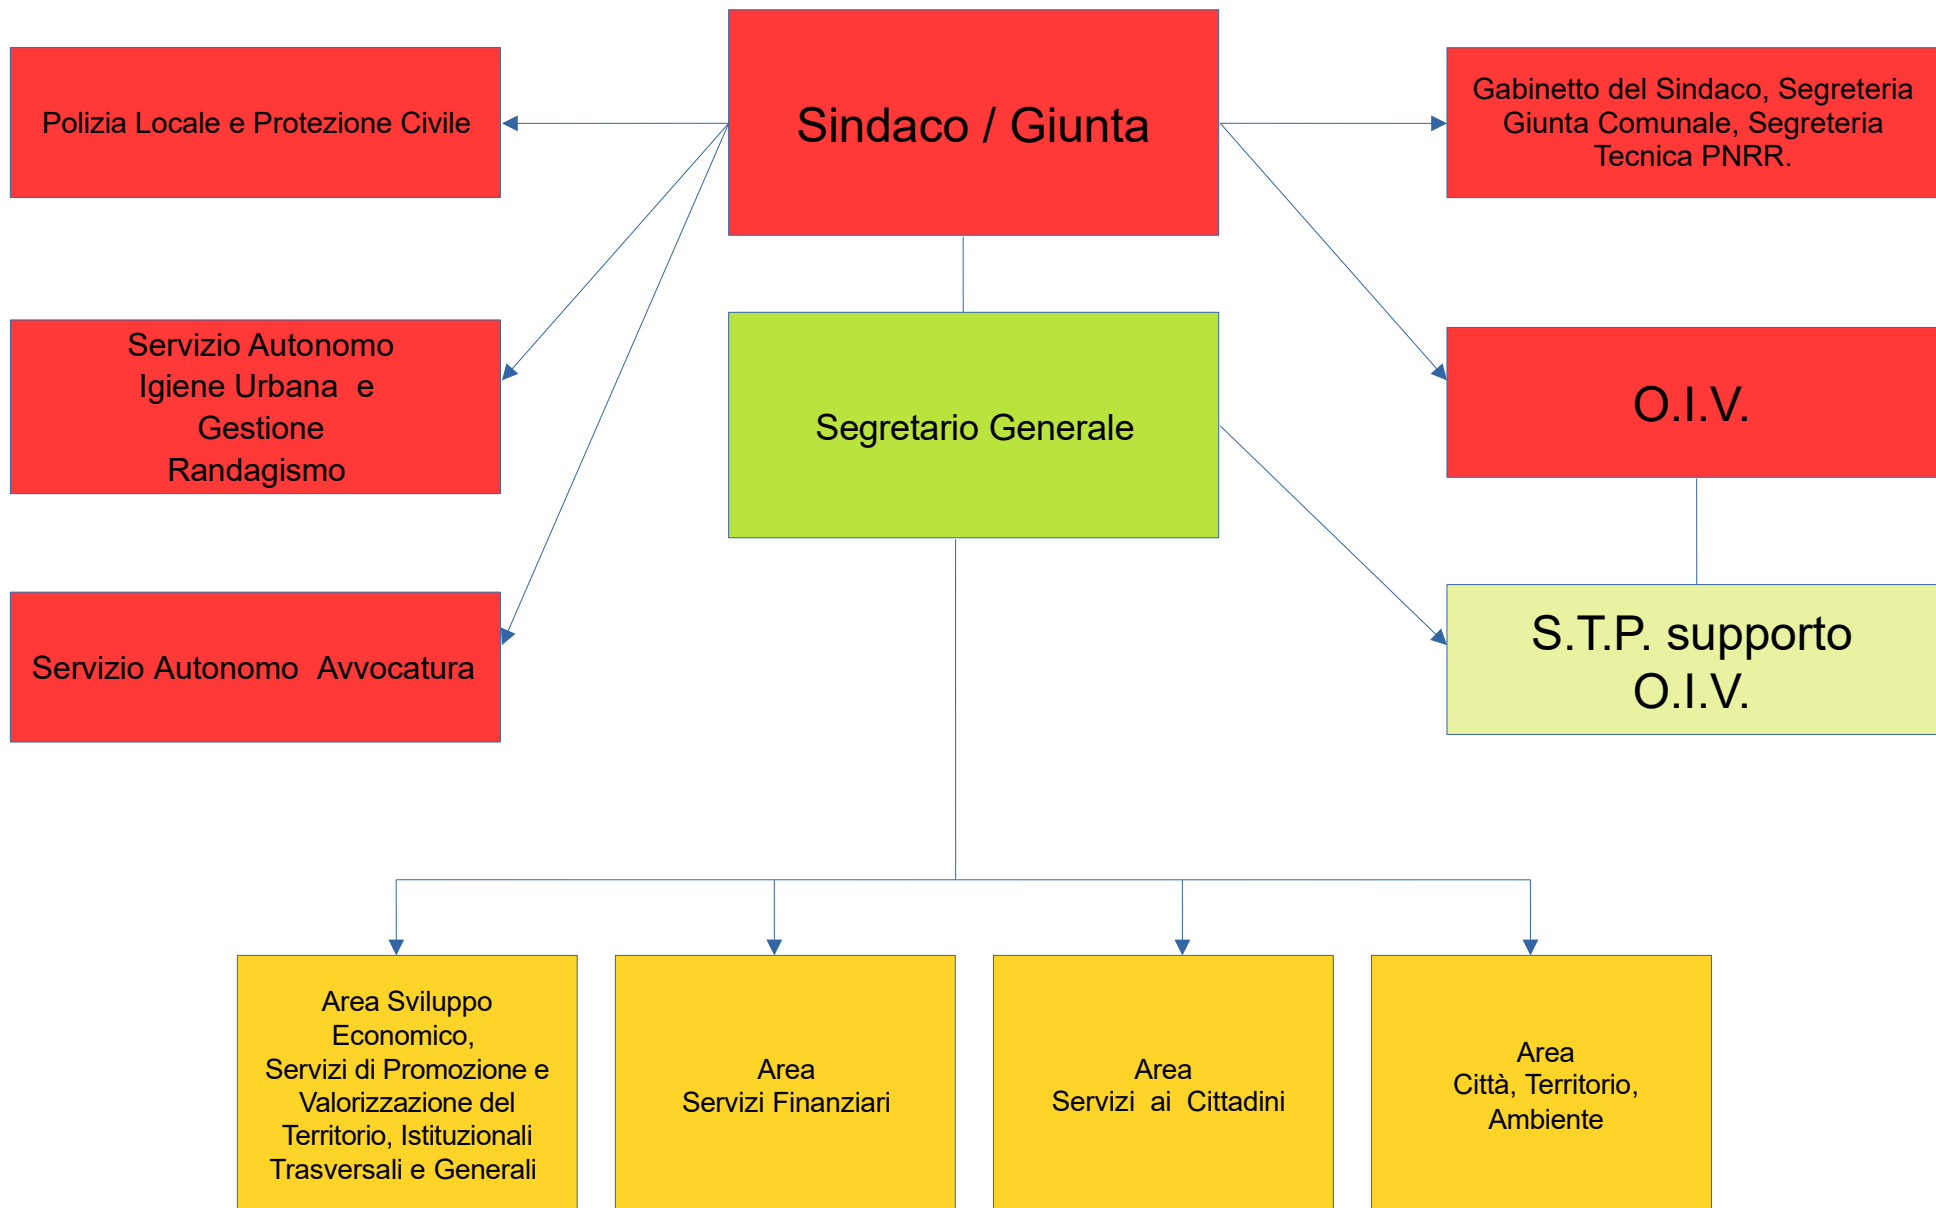 Sindaco / Giunta
Polizia Locale e Protezione Civile
Gabinetto del Sindaco, Segreteria
Giunta Comunale, Segreteria
Tecnica PNRR.
Servizio Autonomo
Igiene Urbana e
Gestione
Randagismo
Segretario Generale
O.I.V.
Servizio Autonomo Avvocatura
S.T.P. supporto
O.I.V.
Area Sviluppo
Economico,
Servizi di Promozione e
Valorizzazione del
Territorio, Istituzionali
Trasversali e Generali
Area
Servizi Finanziari
Area
Servizi ai Cittadini
Area
Città, Territorio,
Ambiente